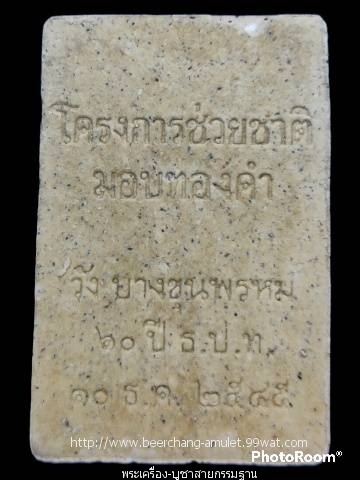 โครงการช่วยชาติ
มอบทองคำ
วัง บางขุนพรหม
๖๐ ปี ธ.ป.ท.
๑๐ ธ.ค. ๒๕๔๕
http://www.beerchang-amulet.99wat.com
PhotoRoom®
พระเครื่อง-บูชาสายกรรมฐาน